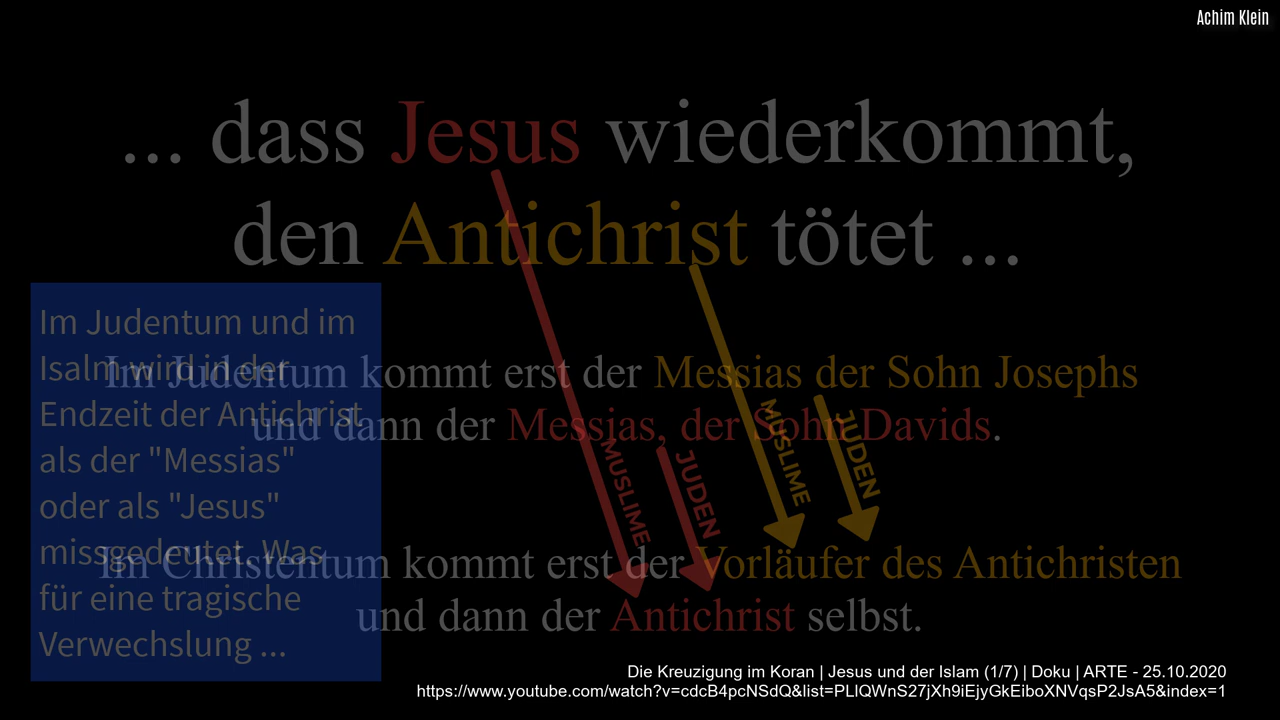 Achim Klein
... dass Jesus wiederkommt,
den Antichrist tötet ...
Im Judentum und im
Isalm wird in der
Endzeit der Antichrist
als der "Messias"
oder als "Jesus"
missgedeutet. Was
für eine tragische
Verwechslung ...
Im Judentum kommt erst der Messias der Sohn Josephs
und dann der Messias, der Sohn Davids.
MUSLIME
JUDEN
MUSLIME
JUDEN
Im Christentum kommt erst der Vorläufer des Antichristen
und dann der Antichrist selbst.
Die Kreuzigung im Koran | Jesus und der Islam (1/7) | Doku | ARTE - 25.10.2020
https://www.youtube.com/watch?v=cdcB4pcNSdQ&list=PLlQWnS27jXh9iEjyGkEiboXNVqsP2JsA5&index=1